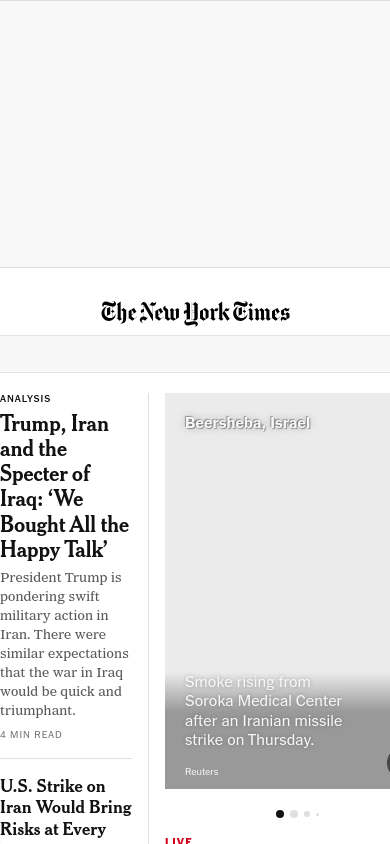 The New York Times
ANALYSIS
Trump, Iran
and the
Specter of
Iraq: ‘We
Bought All the
Happy Talk’
President Trump is
pondering swift
military action in
Iran. There were
similar expectations
that the war in Iraq
would be quick and
triumphant.
4 MIN READ
U.S. Strike on
Iran Would Bring
Risks at Every
Beersheba, Israel
Smoke rising from
Soroka Medical Center
after an Iranian missile
strike on Thursday.
Reuters
LIVE